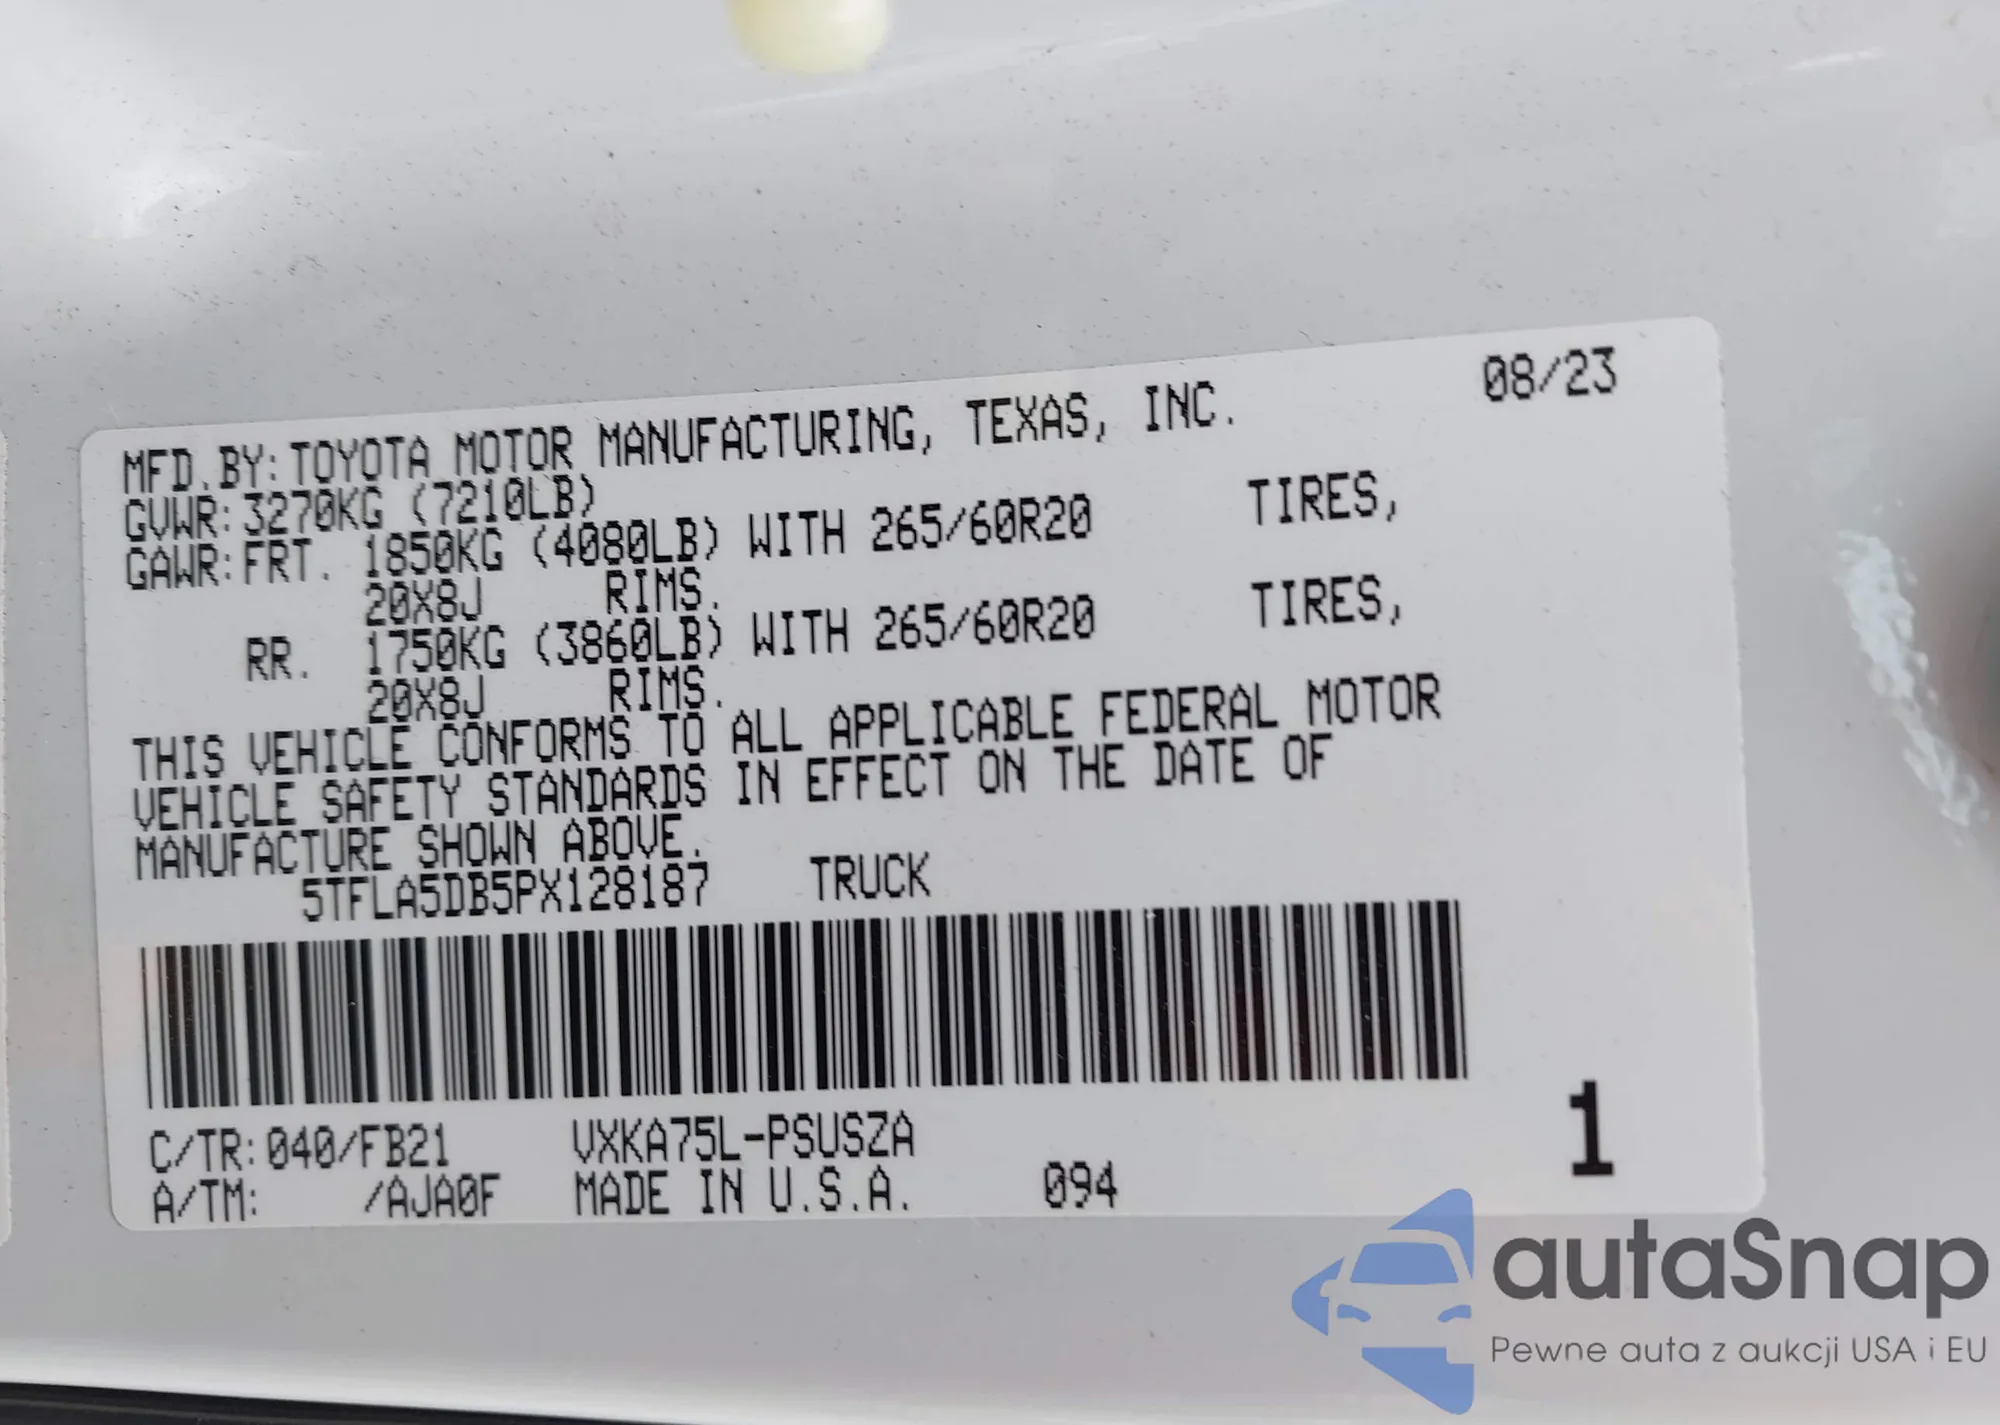 08/23
MFD.BY:TOYOTA MOTOR MANUFACTURING, TEXAS, INC.
GVWR:3270KG (7210LB)
GAWR:FRT. 1850KG (4080LB) WITH 265/60R20 TIRES,
20X8J RIMS.
RR. 1750KG (3860LB) WITH 265/60R20 TIRES,
20X8J RIMS.
THIS VEHICLE CONFORMS TO ALL APPLICABLE FEDERAL MOTOR
VEHICLE SAFETY STANDARDS IN EFFECT ON THE DATE OF
MANUFACTURE SHOWN ABOVE.
5TFLA5DB5PX128187 TRUCK
C/TR:040/FB21 VXKA75L-PSUSZA
A/TM: /AJA0F MADE IN U.S.A. 094
1
autaSnap
Pewne auta z aukcji USA i EU